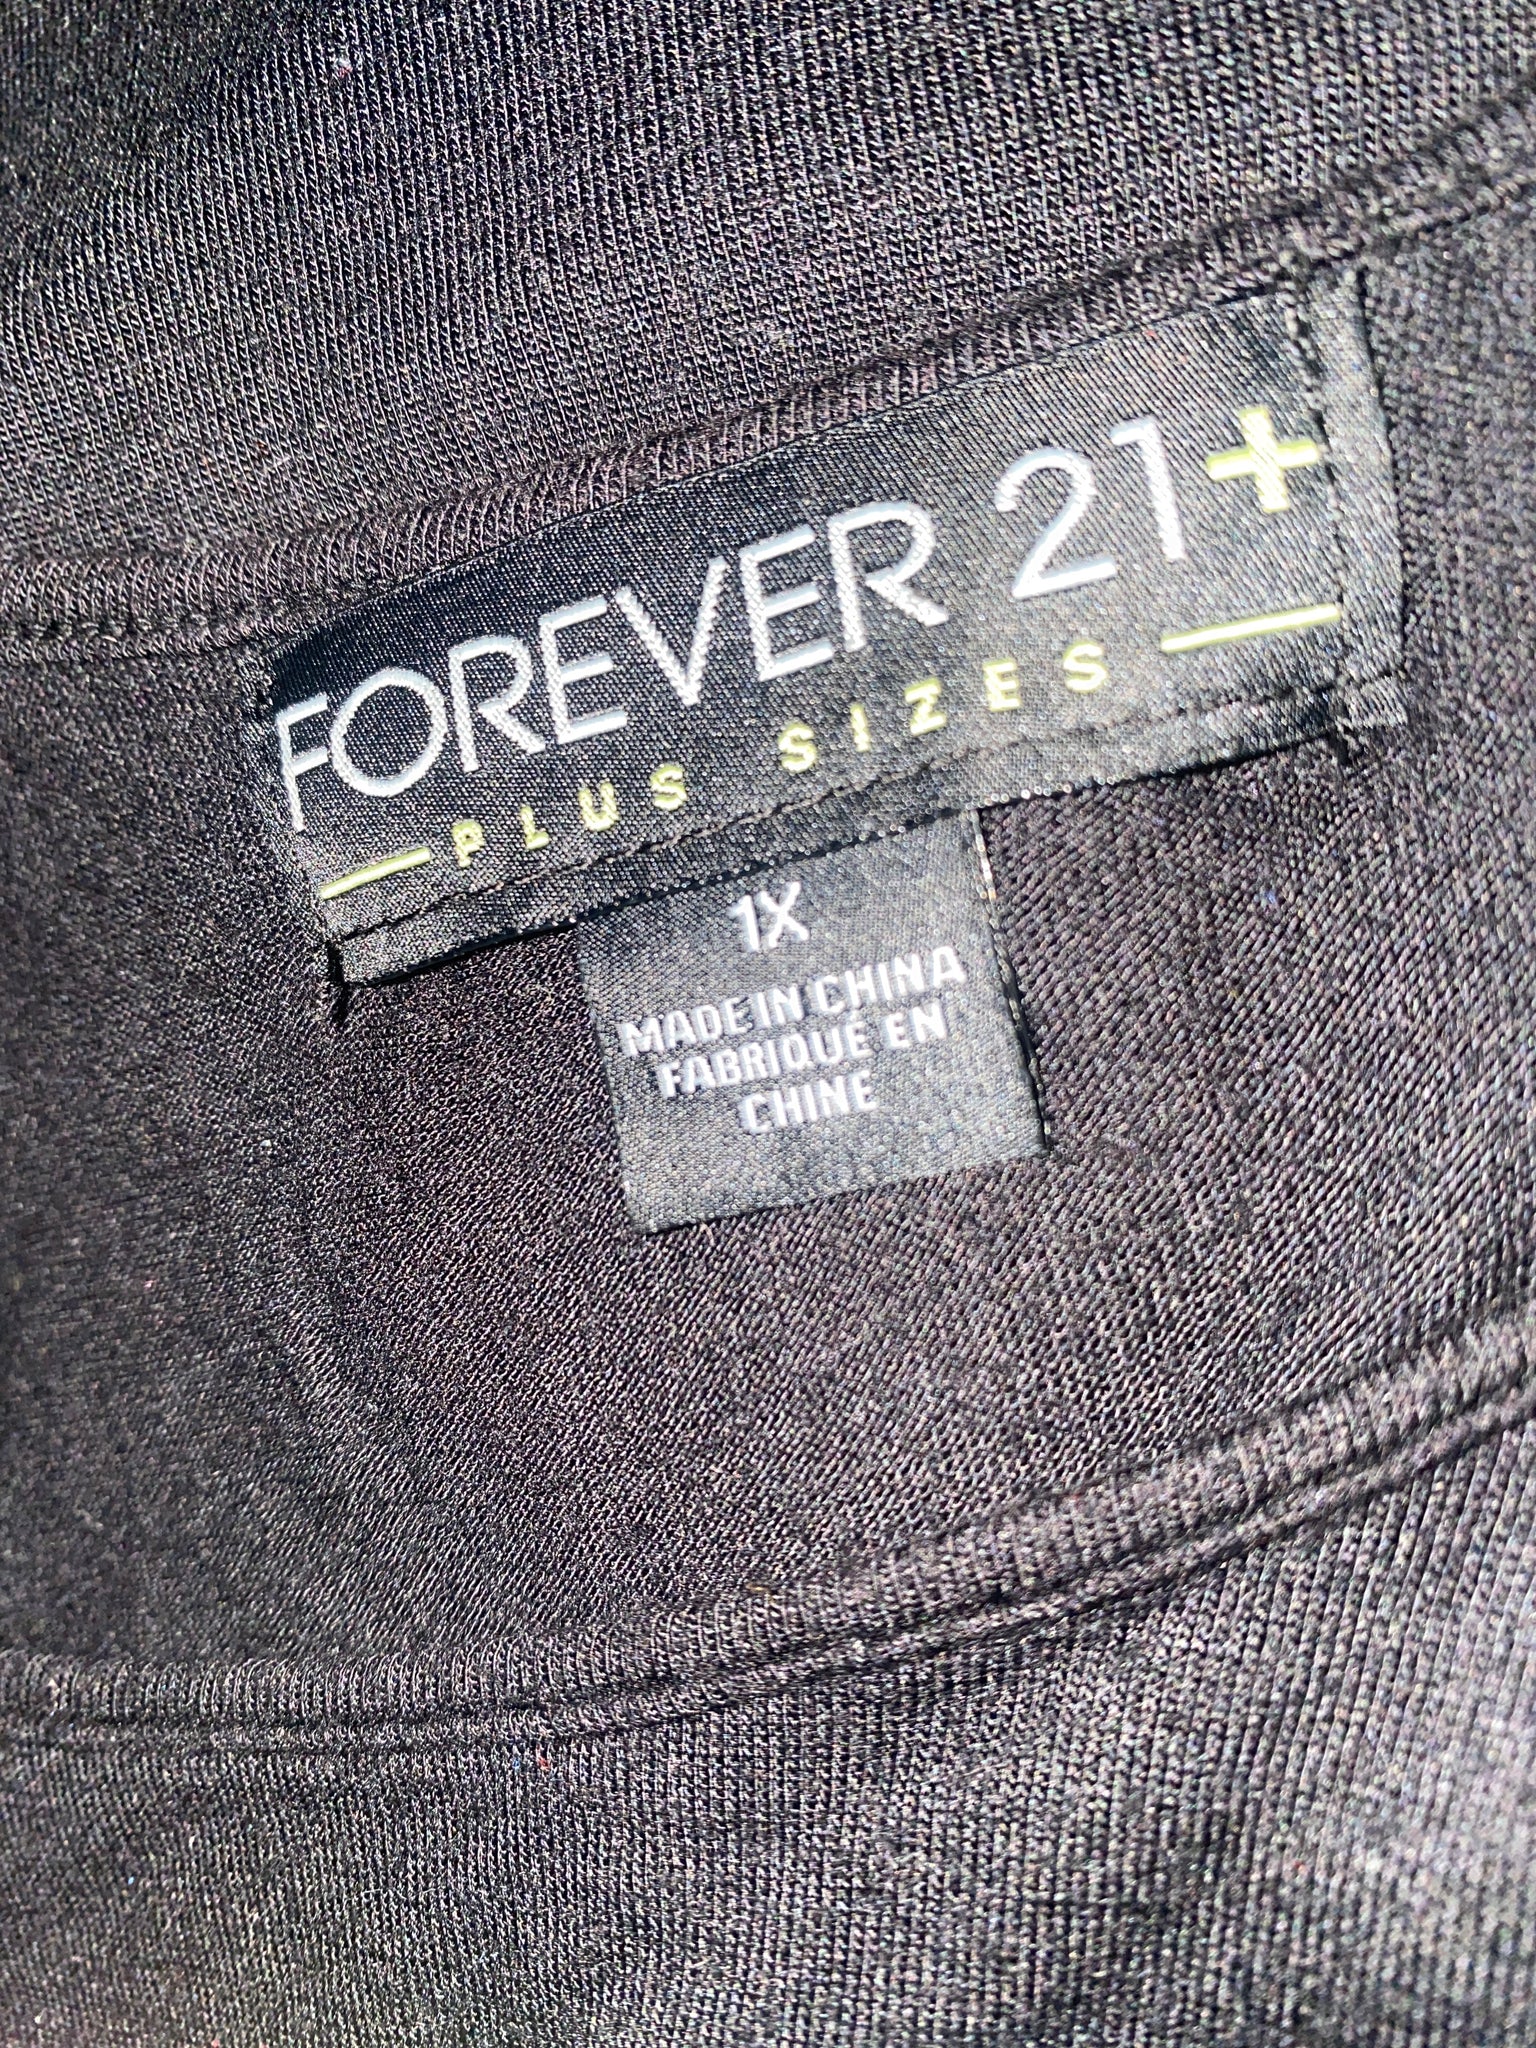 FOREVER 21+
PLUS SIZES
1X
MADE IN CHINA
FABRIQUÉ EN
CHINE